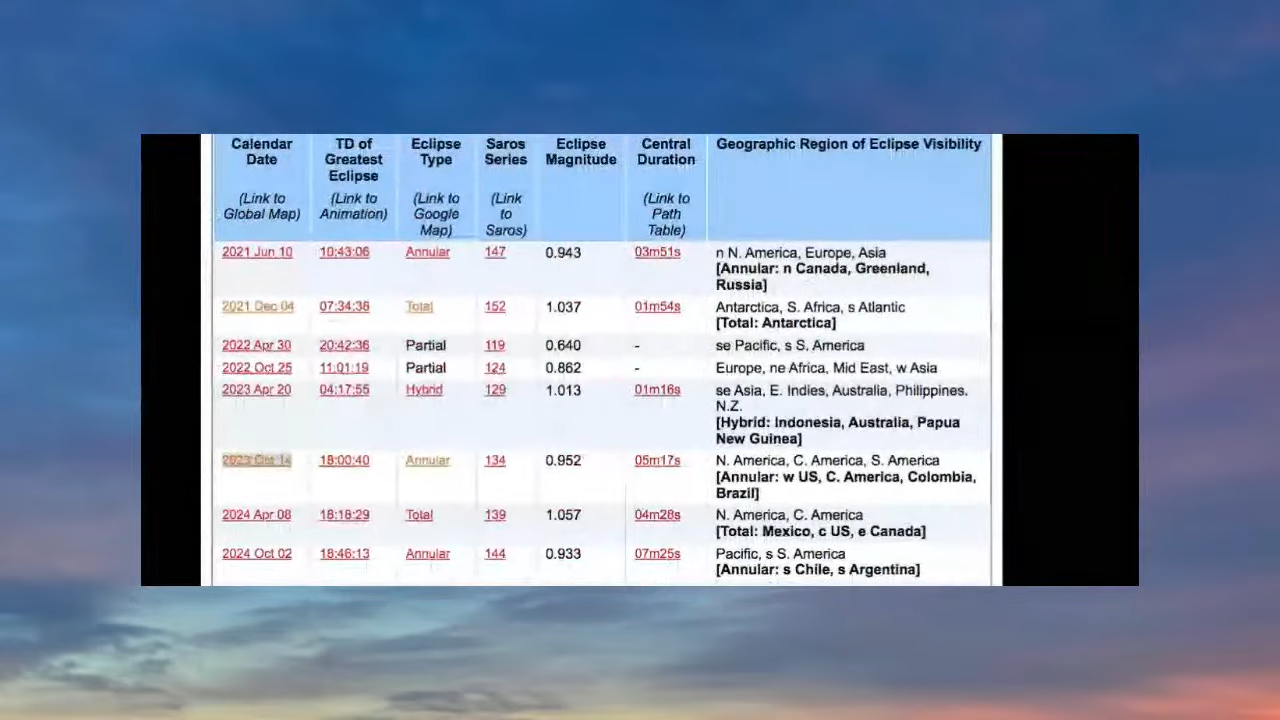 Calendar Date TD of Greatest Eclipse Eclipse Type Saros Series Eclipse Magnitude Central Duration Geographic Region of Eclipse Visibility
(Link to Global Map) (Link to Animation) (Link to Google Map) (Link to Saros) (Link to Path Table)
2021 Jun 10 10:43:06 Annular 147 0.943 03m51s n N. America, Europe, Asia
[Annular: n Canada, Greenland,
Russia]
2021 Dec 04 07:34:38 Total 152 1.037 01m54s Antarctica, S. Africa, s Atlantic
[Total: Antarctica]
2022 Apr 30 20:42:36 Partial 119 0.640 - se Pacific, s S. America
2022 Oct 25 11:01:19 Partial 124 0.862 - Europe, ne Africa, Mid East, w Asia
2023 Apr 20 04:17:55 Hybrid 129 1.013 01m16s se Asia, E. Indies, Australia, Philippines.
N.Z.
[Hybrid: Indonesia, Australia, Papua
New Guinea]
2023 Oct 14 18:00:40 Annular 134 0.952 05m17s N. America, C. America, S. America
[Annular: w US, C. America, Colombia,
Brazil]
2024 Apr 08 18:18:29 Total 139 1.057 04m28s N. America, C. America
[Total: Mexico, c US, e Canada]
2024 Oct 02 18:46:13 Annular 144 0.933 07m25s Pacific, s S. America
[Annular: s Chile, s Argentina]